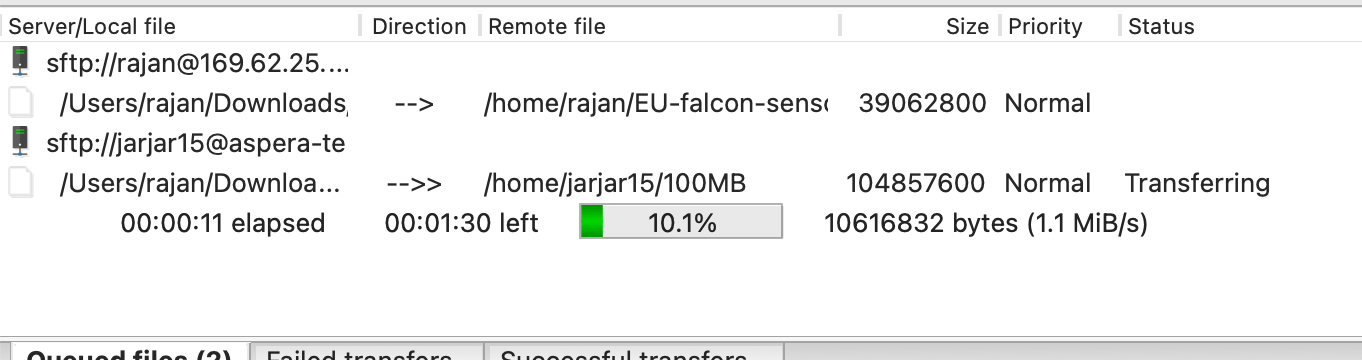 Server/Local file Direction Remote file Size Priority Status
sftp://rajan@169.62.25....
/Users/rajan/Downloads, --> /home/rajan/EU-falcon-senso 39062800 Normal
sftp://jarjar15@aspera-te
/Users/rajan/Downloa... -->> /home/jarjar15/100MB 104857600 Normal Transferring
00:00:11 elapsed 00:01:30 left 10.1% 10616832 bytes (1.1 MiB/s)
Queued files (2) Failed transfers Successful transfers